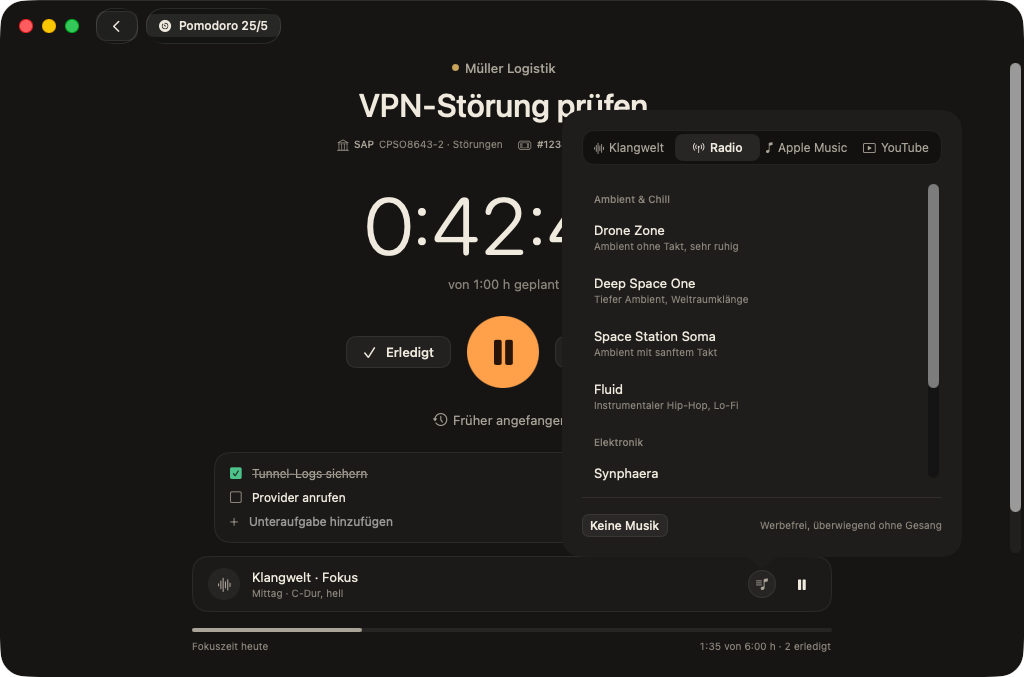 Pomodoro 25/5
Müller Logistik
VPN-Störung prüfen
SAP CPSO8643-2 · Störungen #123
0:42:4
von 1:00 h geplant
Erledigt
Früher angefangen
Tunnel-Logs sichern
Provider anrufen
+ Unteraufgabe hinzufügen
Klangwelt Radio Apple Music YouTube
Ambient & Chill
Drone Zone
Ambient ohne Takt, sehr ruhig
Deep Space One
Tiefer Ambient, Weltraumklänge
Space Station Soma
Ambient mit sanftem Takt
Fluid
Instrumentaler Hip-Hop, Lo-Fi
Elektronik
Synphaera
Keine Musik
Werbefrei, überwiegend ohne Gesang
Klangwelt · Fokus
Mittag · C-Dur, hell
Fokuszeit heute
1:35 von 6:00 h · 2 erledigt